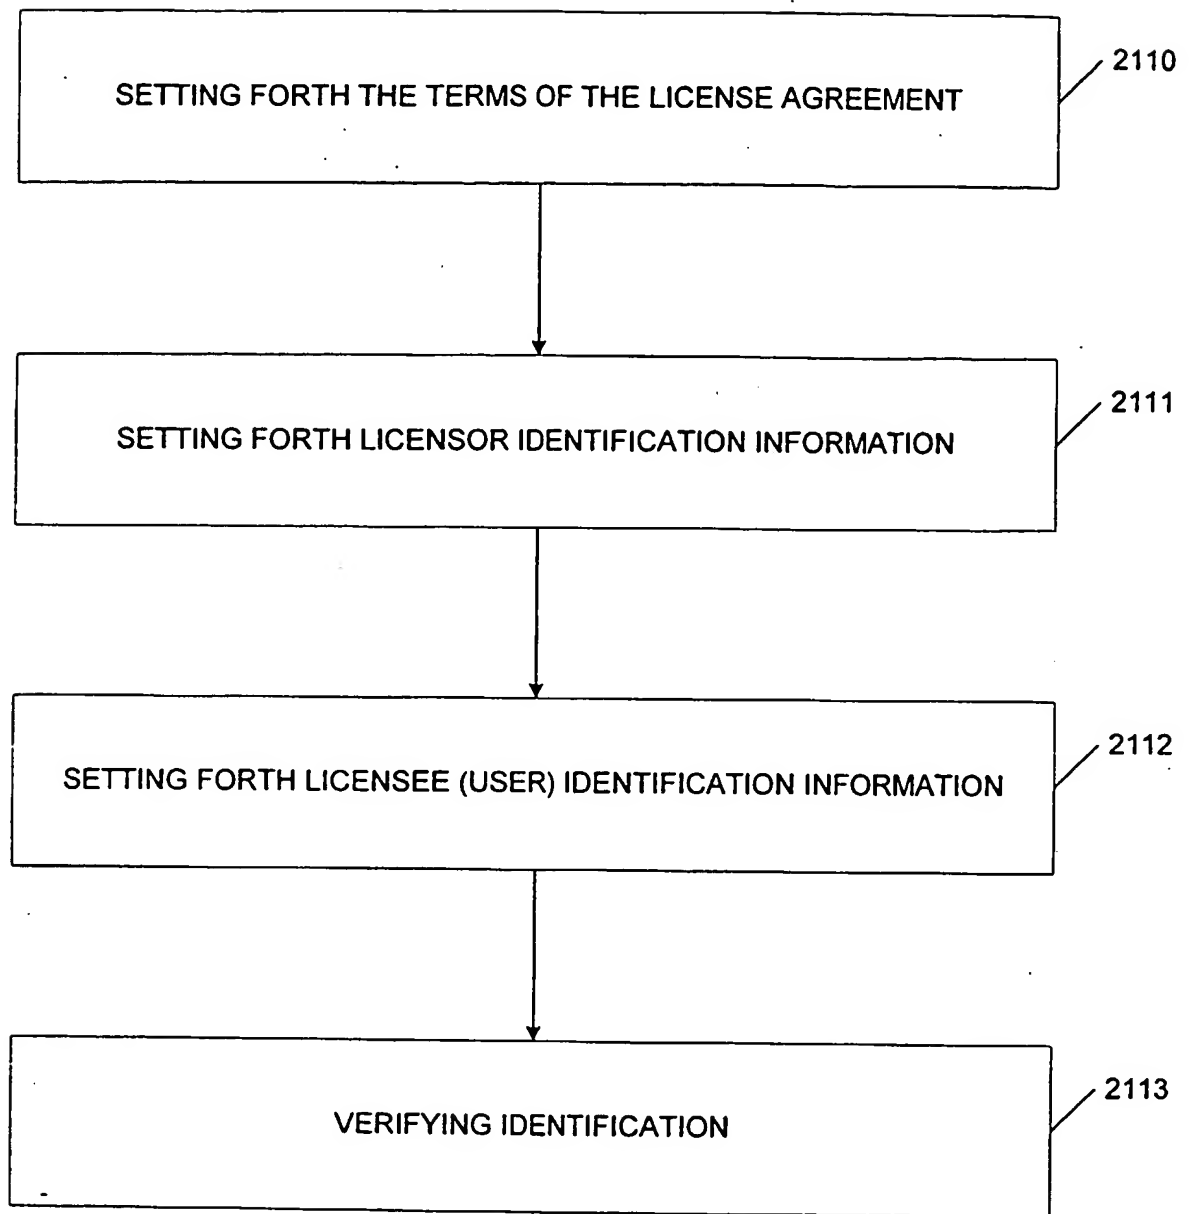 SETTING FORTH THE TERMS OF THE LICENSE AGREEMENT
2110
SETTING FORTH LICENSOR IDENTIFICATION INFORMATION
2111
SETTING FORTH LICENSEE (USER) IDENTIFICATION INFORMATION
2112
VERIFYING IDENTIFICATION
2113